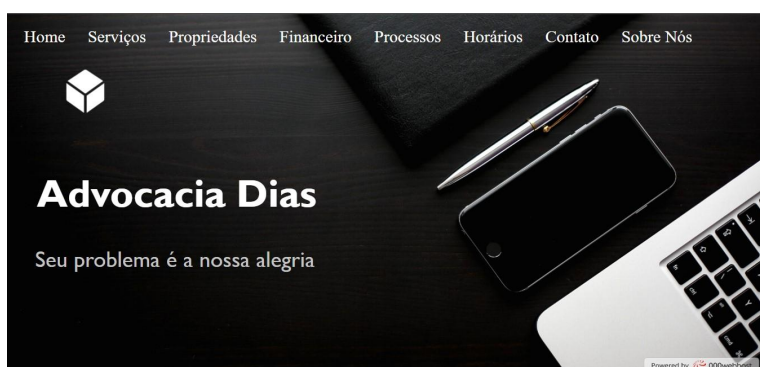 Home Serviços Propriedades Financeiro Processos Horários Contato Sobre Nós
Advocacia Dias
Seu problema é a nossa alegria
Powered by 000webhost